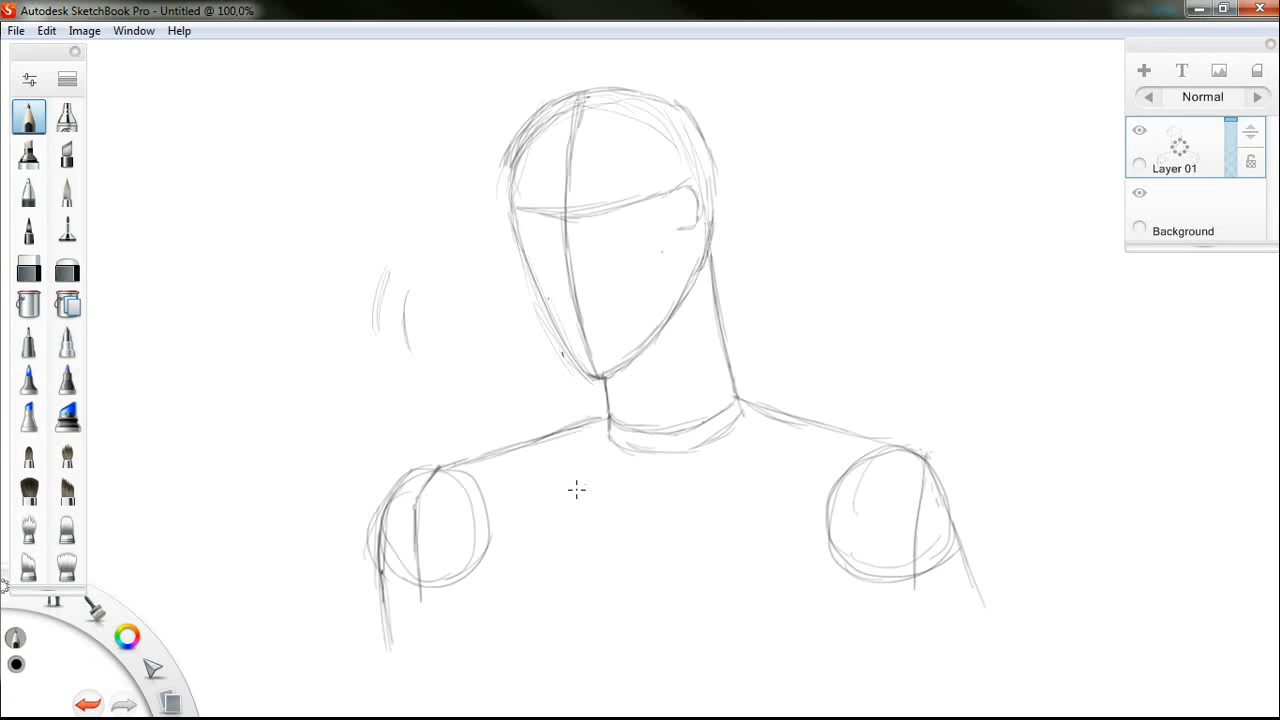 Autodesk SketchBook Pro - Untitled @ 100,0%
File Edit Image Window Help
T
Normal
Layer 01
Background